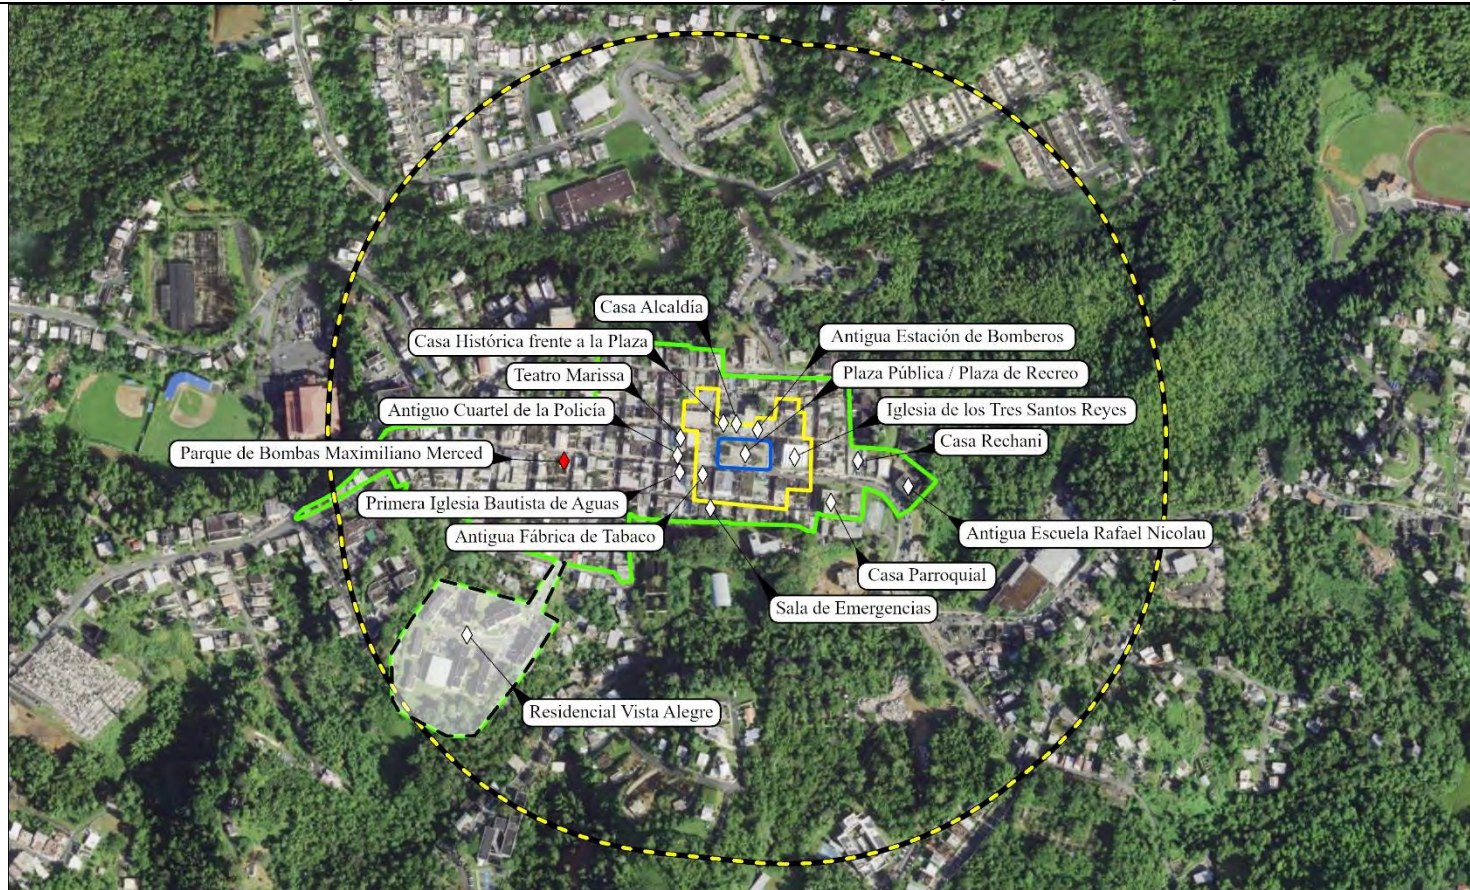 Casa Alcaldía
Casa Histórica frente a la Plaza
Antigua Estación de Bomberos
Teatro Marissa
Plaza Pública / Plaza de Recreo
Antiguo Cuartel de la Policía
Iglesia de los Tres Santos Reyes
Parque de Bombas Maximiliano Merced
Casa Rechani
Primera Iglesia Bautista de Aguas
Antigua Fábrica de Tabaco
Antigua Escuela Rafael Nicolau
Casa Parroquial
Sala de Emergencias
Residencial Vista Alegre